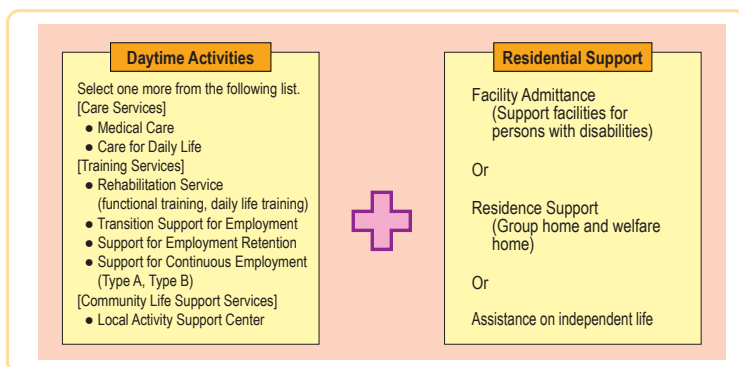 Daytime Activities
Select one more from the following list.
[Care Services]
● Medical Care
● Care for Daily Life
[Training Services]
● Rehabilitation Service
(functional training, daily life training)
● Transition Support for Employment
● Support for Employment Retention
● Support for Continuous Employment
(Type A, Type B)
[Community Life Support Services]
● Local Activity Support Center
Residential Support
Facility Admittance
(Support facilities for
persons with disabilities)
Or
Residence Support
(Group home and welfare
home)
Or
Assistance on independent life